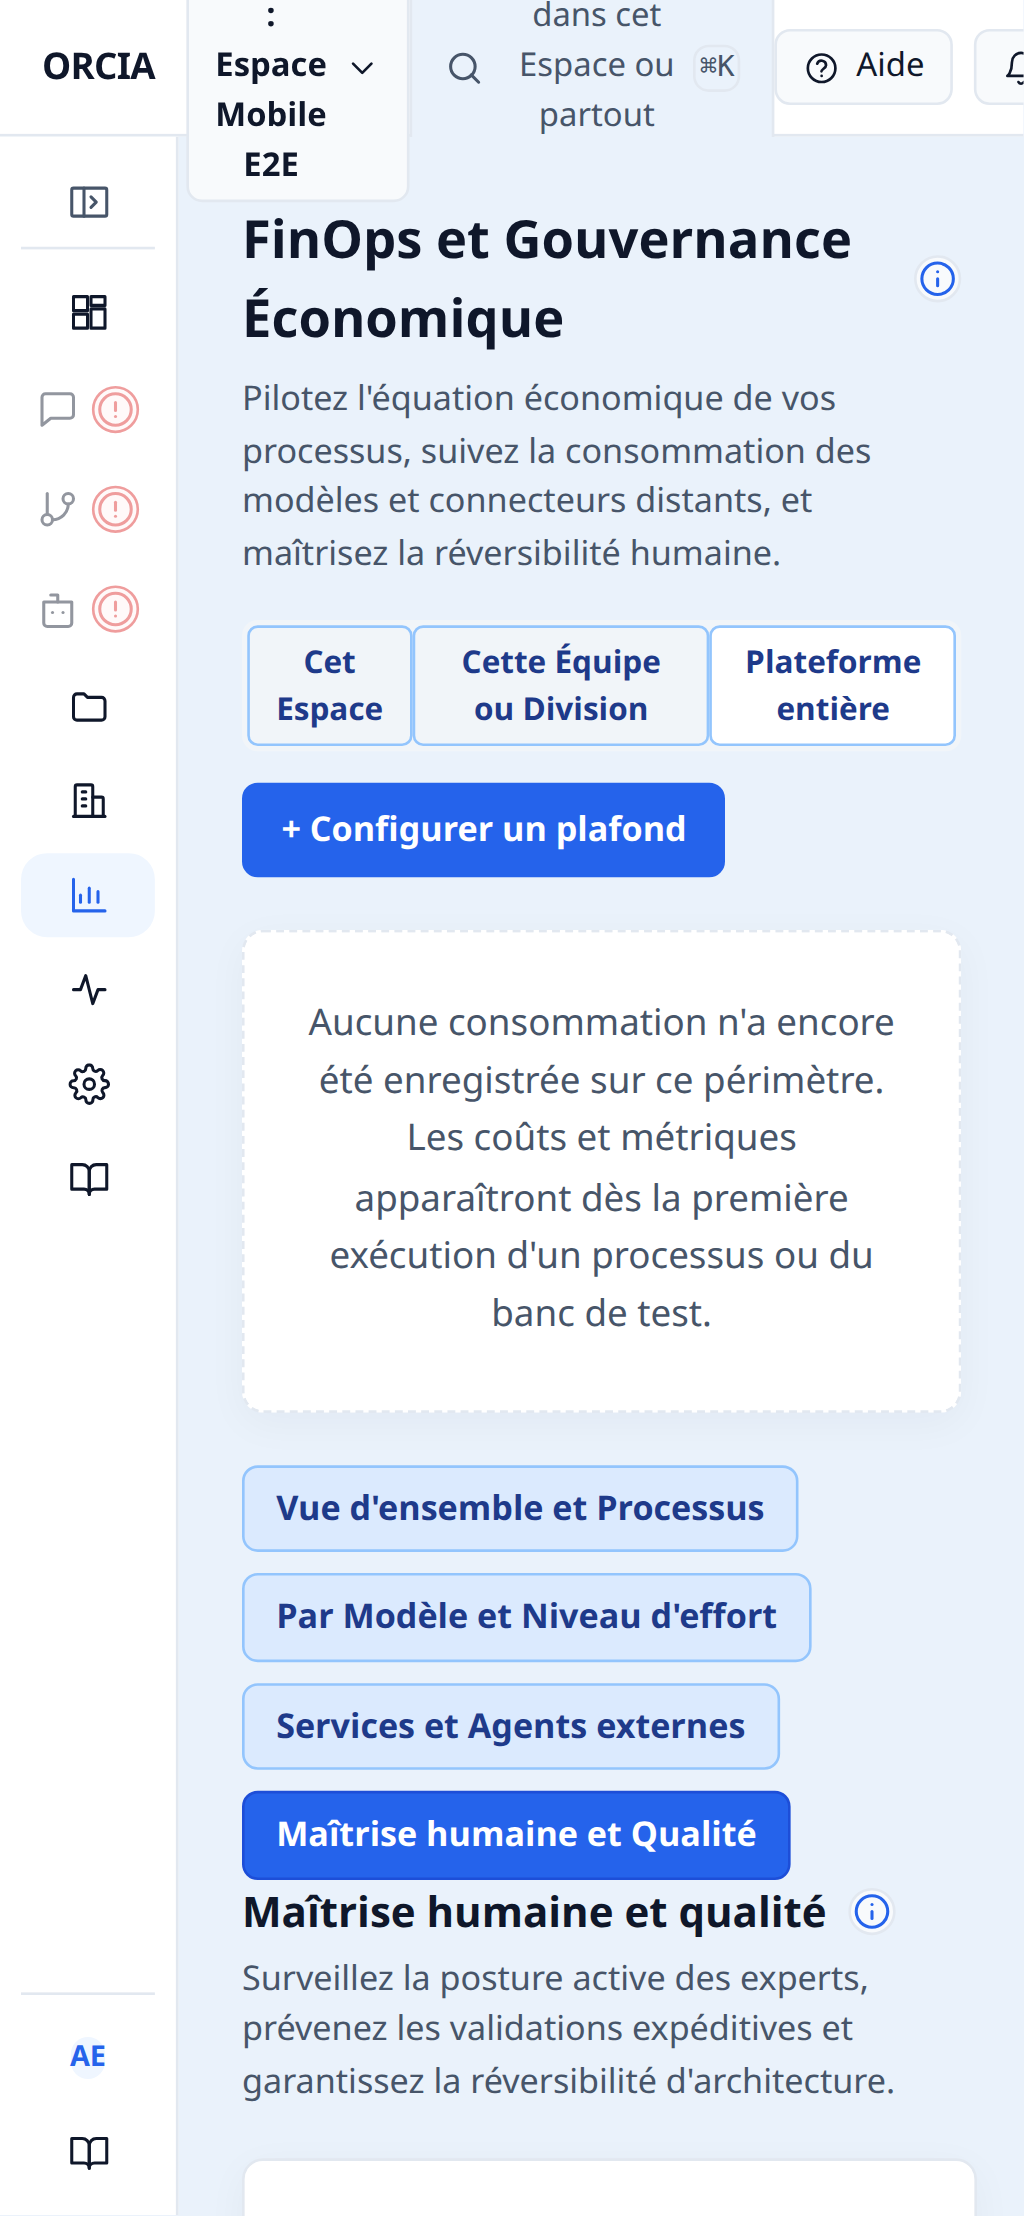 ORCIA
:
Espace
Mobile
E2E
dans cet
Espace ou
partout
⌘K
Aide
FinOps et Gouvernance
Économique
Pilotez l'équation économique de vos
processus, suivez la consommation des
modèles et connecteurs distants, et
maîtrisez la réversibilité humaine.
Cet
Espace
Cette Équipe
ou Division
Plateforme
entière
+ Configurer un plafond
Aucune consommation n'a encore
été enregistrée sur ce périmètre.
Les coûts et métriques
apparaîtront dès la première
exécution d'un processus ou du
banc de test.
Vue d'ensemble et Processus
Par Modèle et Niveau d'effort
Services et Agents externes
Maîtrise humaine et Qualité
Maîtrise humaine et qualité
Surveillez la posture active des experts,
prévenez les validations expéditives et
garantissez la réversibilité d'architecture.
AE